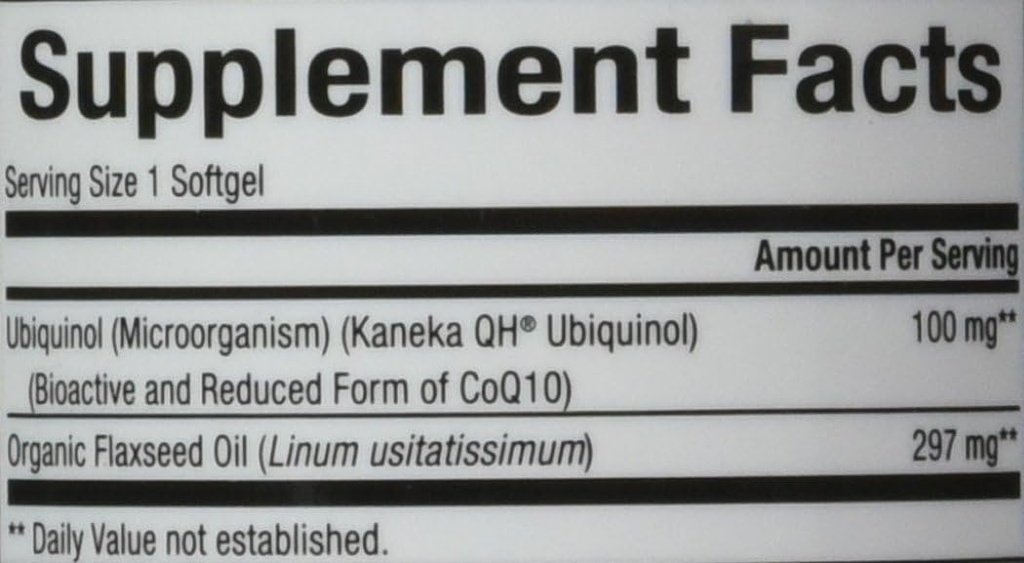 Supplement Facts
Serving Size 1 Softgel
Amount Per Serving
Ubiquinol (Microorganism) (Kaneka QH® Ubiquinol) 100 mg**
(Bioactive and Reduced Form of CoQ10)
Organic Flaxseed Oil (Linum usitatissimum) 297 mg**
** Daily Value not established.